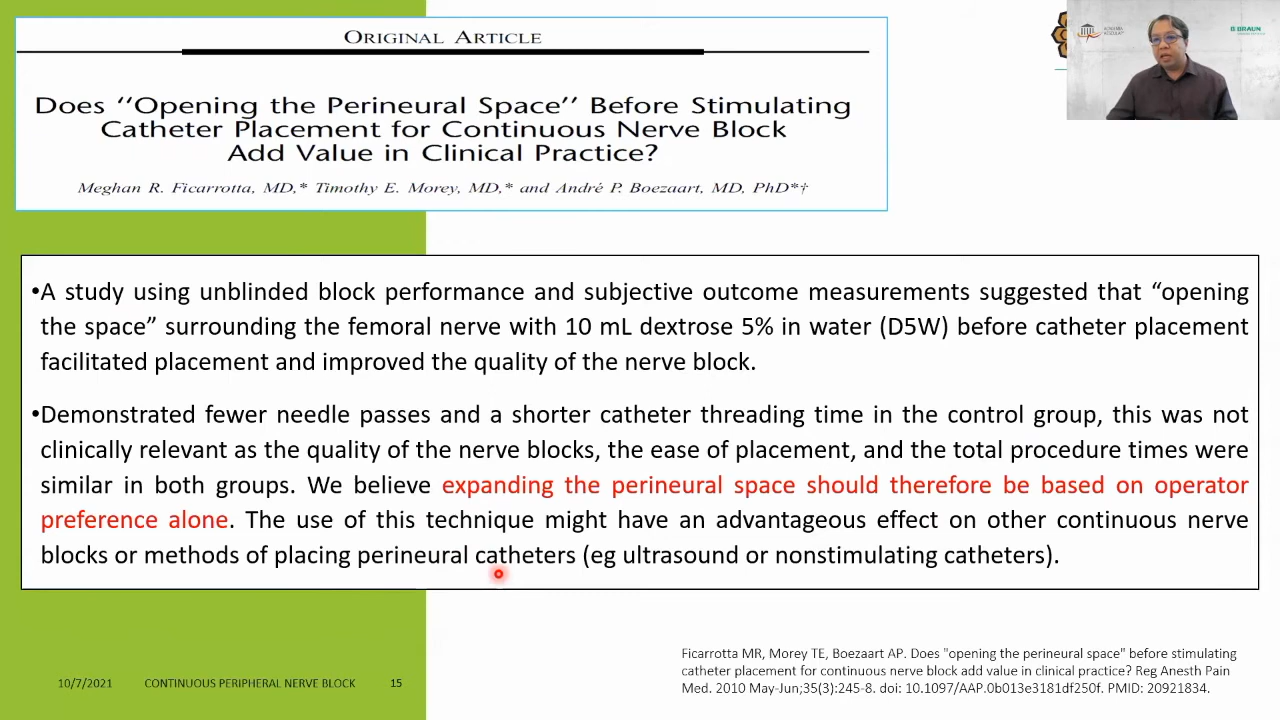 ORIGINAL ARTICLE
Does ‘‘Opening the Perineural Space’’ Before Stimulating
Catheter Placement for Continuous Nerve Block
Add Value in Clinical Practice?
Meghan R. Ficarrotta, MD,* Timothy E. Morey, MD,* and André P. Boezaart, MD, PhD*†
B BRAUN
•A study using unblinded block performance and subjective outcome measurements suggested that “opening
the space” surrounding the femoral nerve with 10 mL dextrose 5% in water (D5W) before catheter placement
facilitated placement and improved the quality of the nerve block.
•Demonstrated fewer needle passes and a shorter catheter threading time in the control group, this was not
clinically relevant as the quality of the nerve blocks, the ease of placement, and the total procedure times were
similar in both groups. We believe expanding the perineural space should therefore be based on operator
preference alone. The use of this technique might have an advantageous effect on other continuous nerve
blocks or methods of placing perineural catheters (eg ultrasound or nonstimulating catheters).
Ficarrotta MR, Morey TE, Boezaart AP. Does "opening the perineural space" before stimulating
catheter placement for continuous nerve block add value in clinical practice? Reg Anesth Pain
Med. 2010 May-Jun;35(3):245-8. doi: 10.1097/AAP.0b013e3181df250f. PMID: 20921834.
10/7/2021 CONTINUOUS PERIPHERAL NERVE BLOCK 15